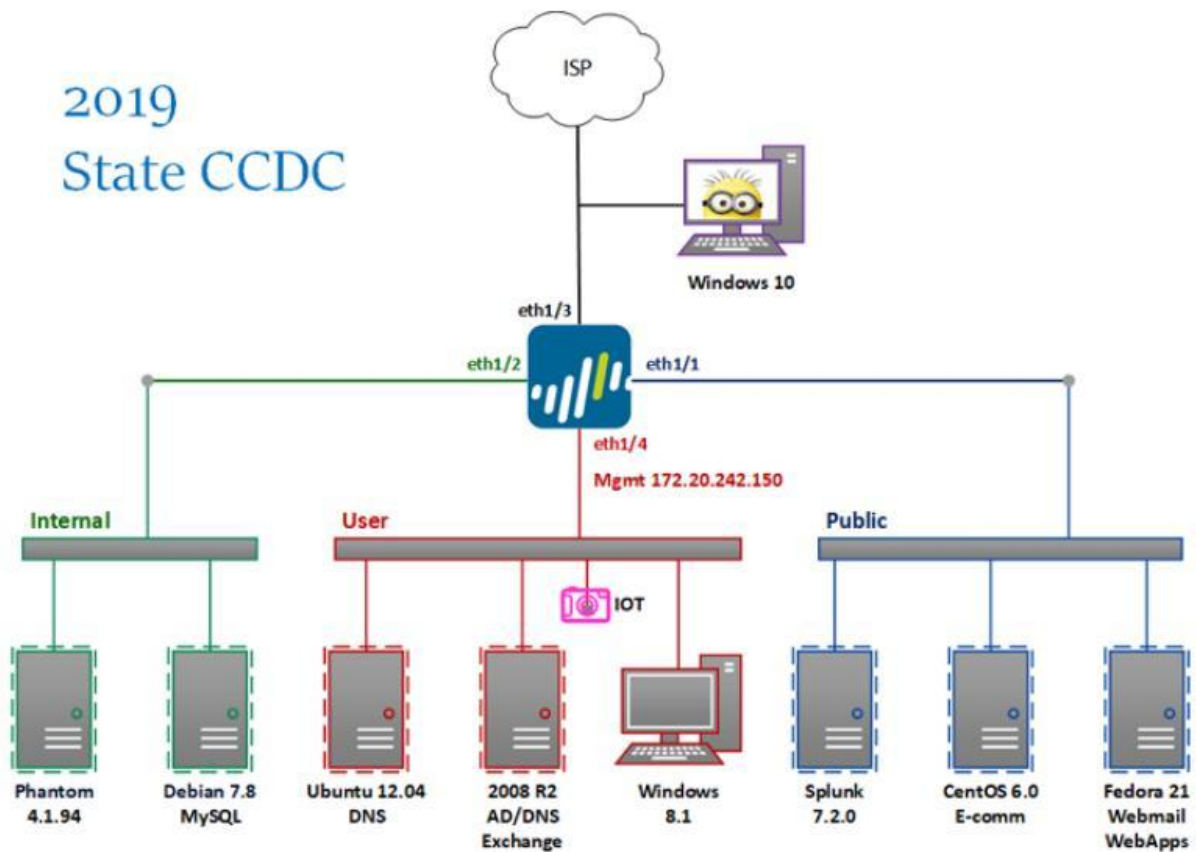 2019
State CCDC
ISP
Windows 10
eth1/3
eth1/2
eth1/1
eth1/4
Mgmt 172.20.242.150
Internal
User
Public
IOT
Phantom
4.1.94
Debian 7.8
MySQL
Ubuntu 12.04
DNS
2008 R2
AD/DNS
Exchange
Windows
8.1
Splunk
7.2.0
CentOS 6.0
E-comm
Fedora 21
Webmail
WebApps